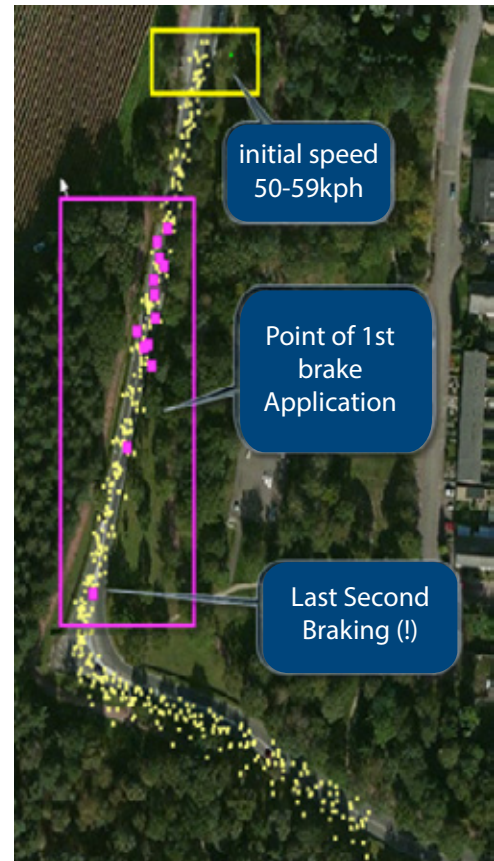 initial speed
50-59kph
Point of 1st
brake
Application
Last Second
Braking (!)